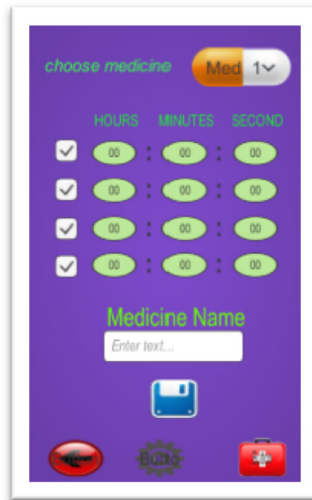 choose medicine Med 1
HOURS MINUTES SECOND
00 : 00 : 00
00 : 00 : 00
00 : 00 : 00
00 : 00 : 00
Medicine Name
Enter text...
Butto